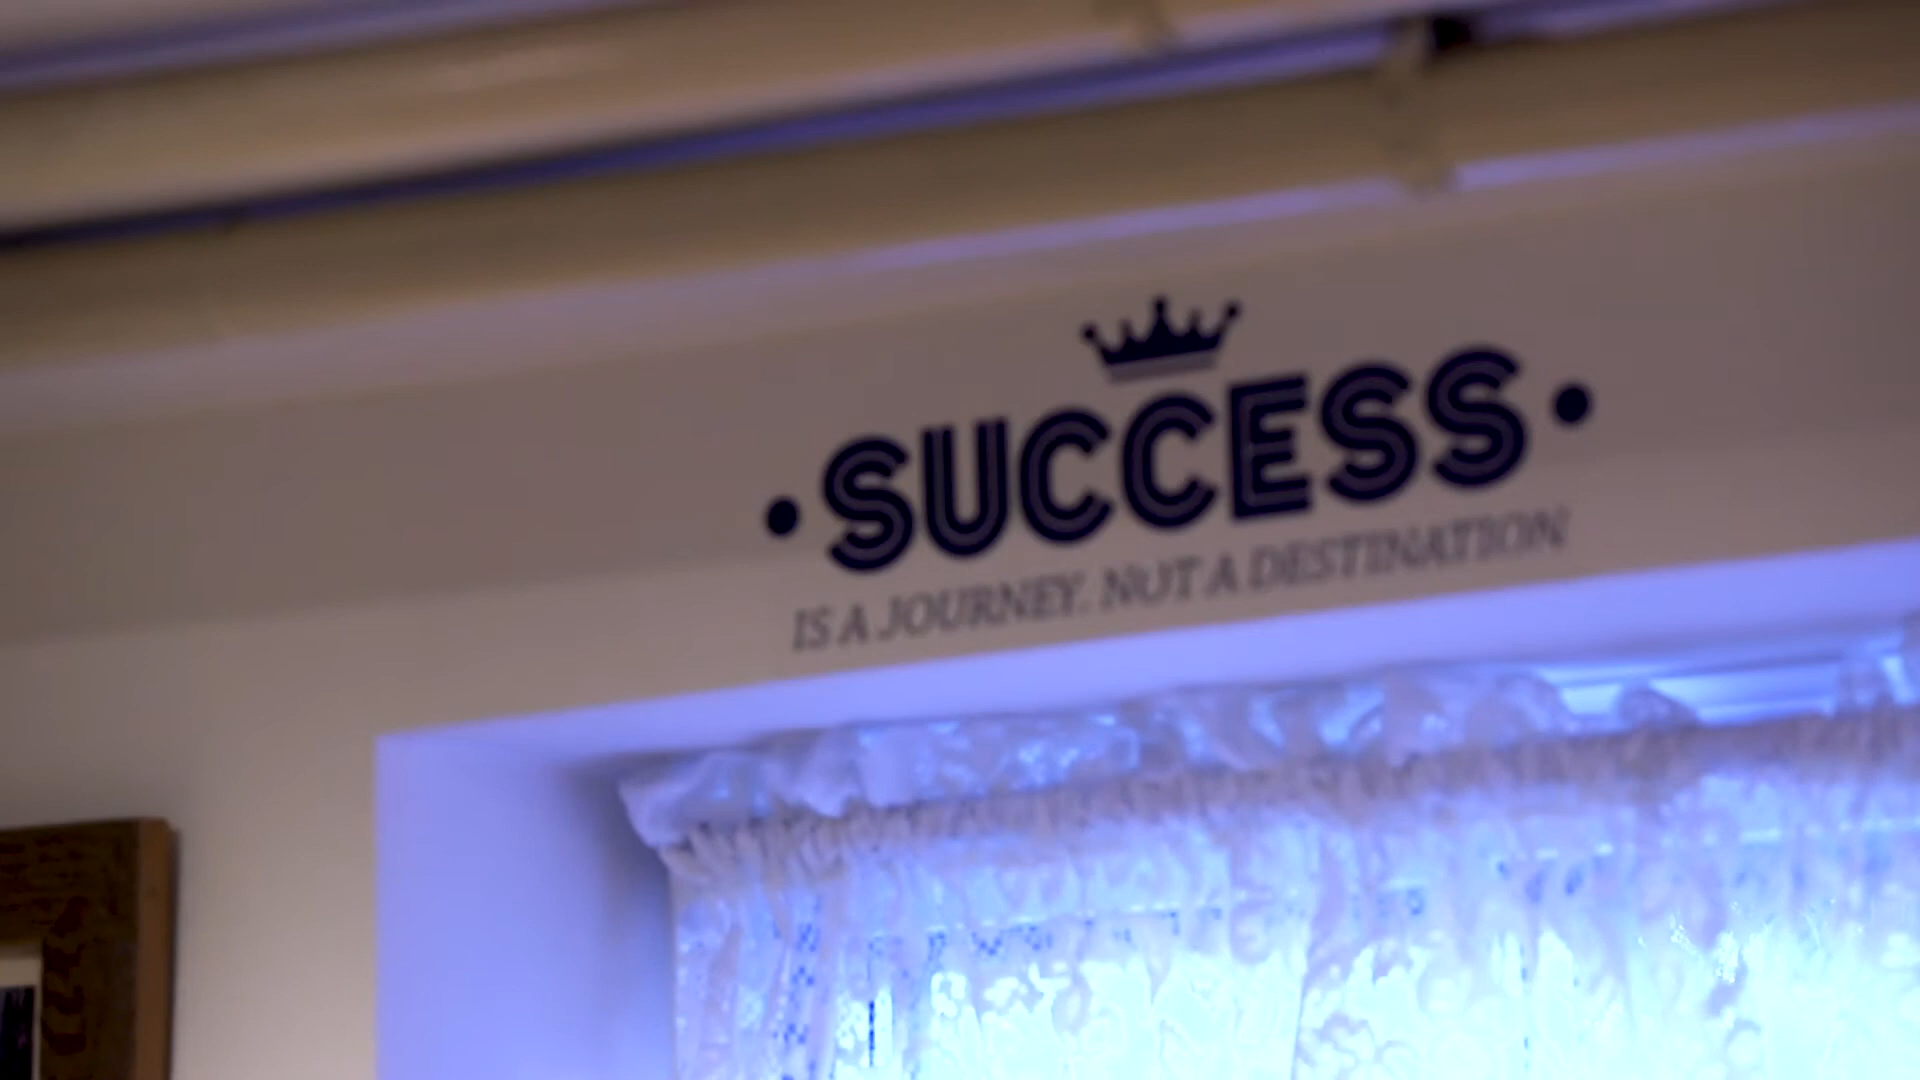 •SUCCESS•
IS A JOURNEY. NOT A DESTINATION